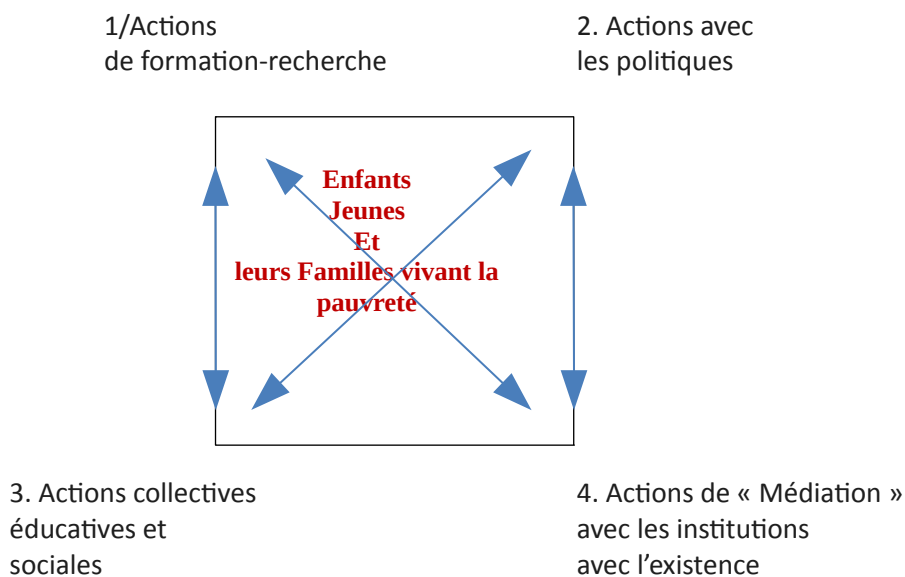 1/Actions
de formation-recherche
2. Actions avec
les politiques
Enfants
Jeunes
Et
leurs Familles vivant la
pauvreté
3. Actions collectives
éducatives et
sociales
4. Actions de « Médiation »
avec les institutions
avec l’existence